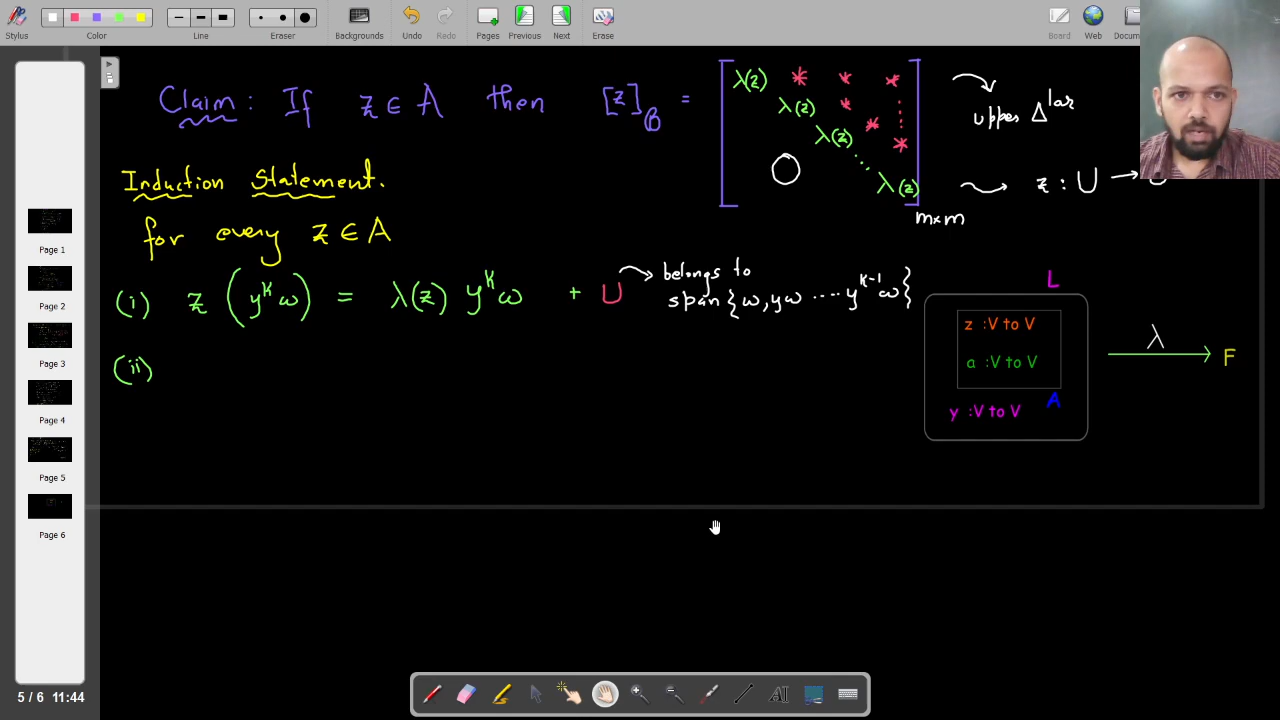 Stylus
Color
Line
Eraser
Backgrounds
Undo
Redo
Pages
Previous
Next
Erase
Board
Web
Claim : If z ∈ A then [z]_B =
λ(z) * * *
λ(z) * ⋮
λ(z) * *
⋱
O λ(z)
m×m
upper Δ^lar
z : U →
Induction Statement.
for every z ∈ A
(i) z (y^k ω) = λ(z) y^k ω + U
belongs to
span{ω, yω .... y^{k-1} ω}
(ii)
L
z :V to V
a :V to V
A
y :V to V
λ
F
Page 1
Page 2
Page 3
Page 4
Page 5
Page 6
5 / 6 11:44